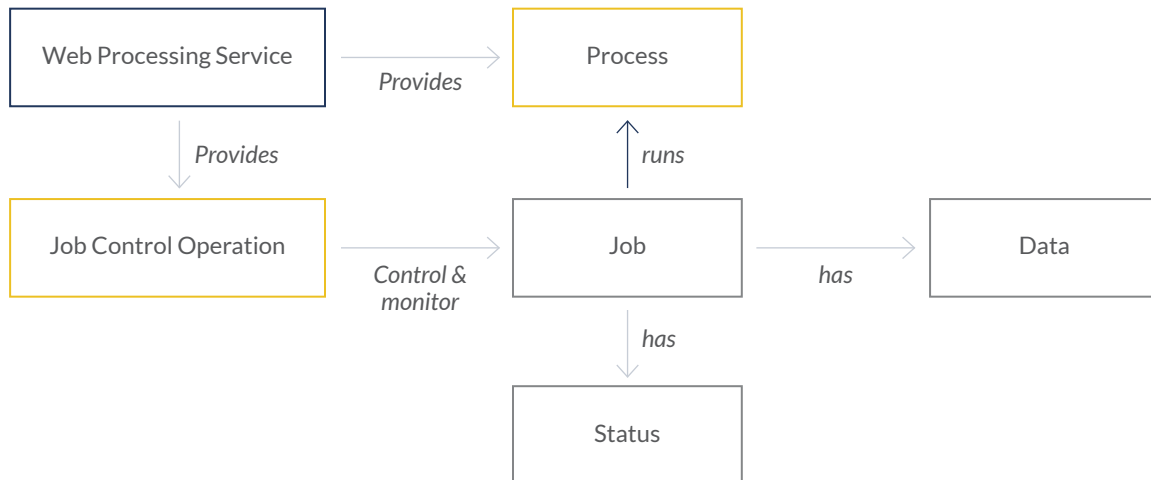 Web Processing Service
Provides
Process
Provides
runs
Job Control Operation
Control &
monitor
Job
has
Data
has
Status